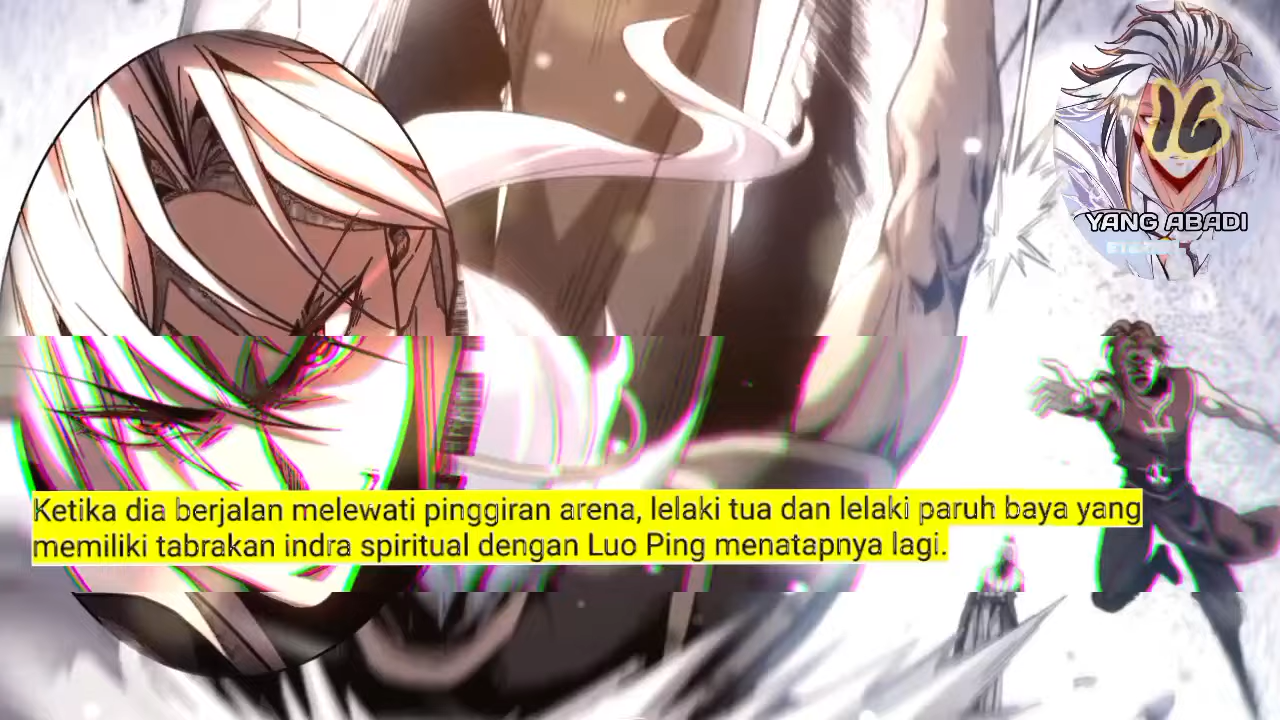 16
YANG ABADI
Ketika dia berjalan melewati pinggiran arena, lelaki tua dan lelaki paruh baya yang
memiliki tabrakan indra spiritual dengan Luo Ping menatapnya lagi.